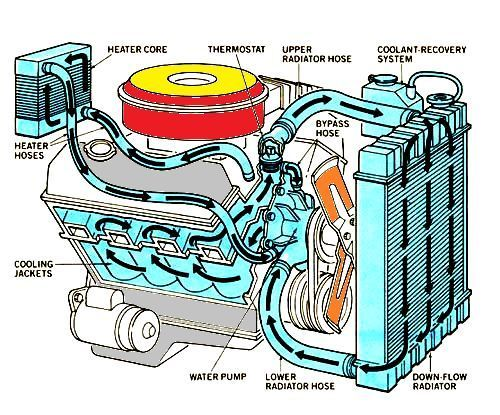 HEATER CORE
THERMOSTAT
UPPER
RADIATOR HOSE
COOLANT-RECOVERY
SYSTEM
BYPASS
HOSE
HEATER
HOSES
COOLING
JACKETS
WATER PUMP
LOWER
RADIATOR HOSE
DOWN-FLOW
RADIATOR